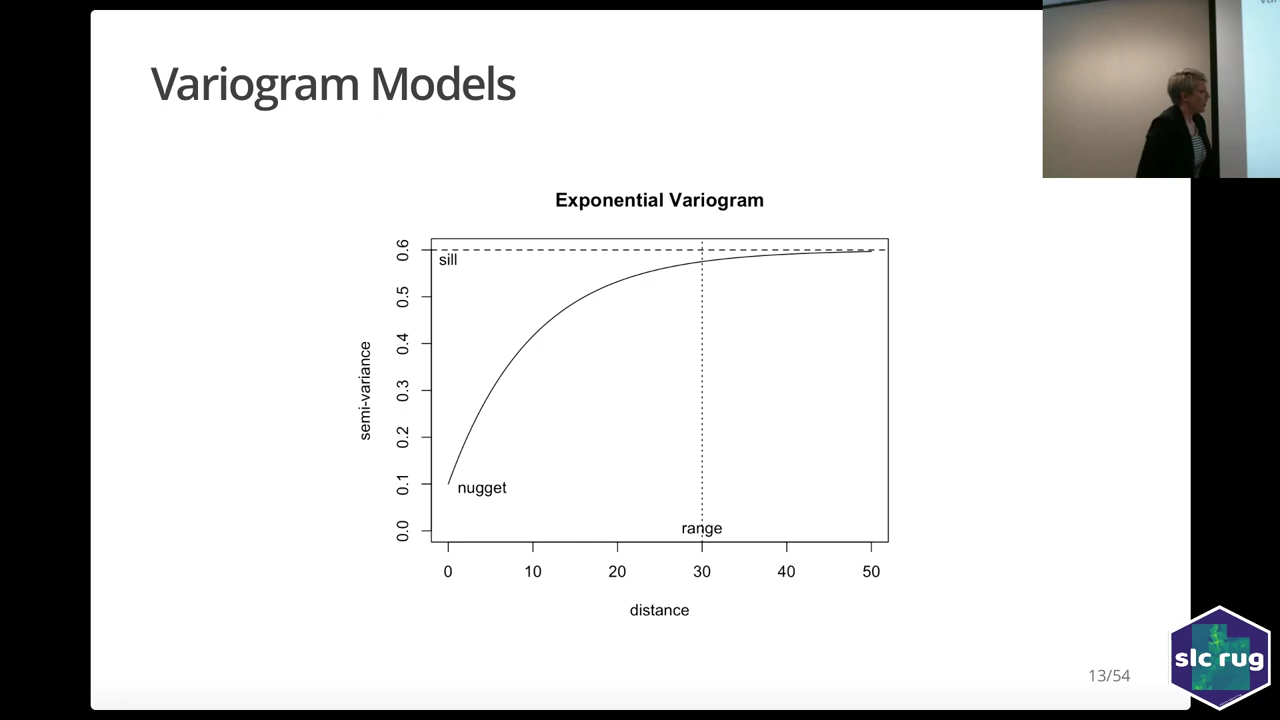 Variogram Models
Exponential Variogram
semi-variance
0.6
0.5
0.4
0.3
0.2
0.1
0.0
sill
nugget
range
0 10 20 30 40 50
distance
13/54
slc rug